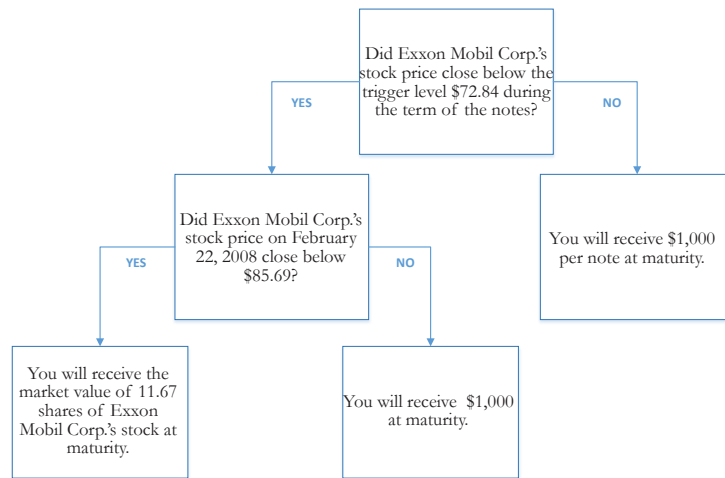 Did Exxon Mobil Corp.'s
stock price close below the
trigger level $72.84 during
the term of the notes?
YES
NO
Did Exxon Mobil Corp.'s
stock price on February
22, 2008 close below
$85.69?
You will receive $1,000
per note at maturity.
YES
NO
You will receive the
market value of 11.67
shares of Exxon
Mobil Corp.'s stock at
maturity.
You will receive $1,000
at maturity.